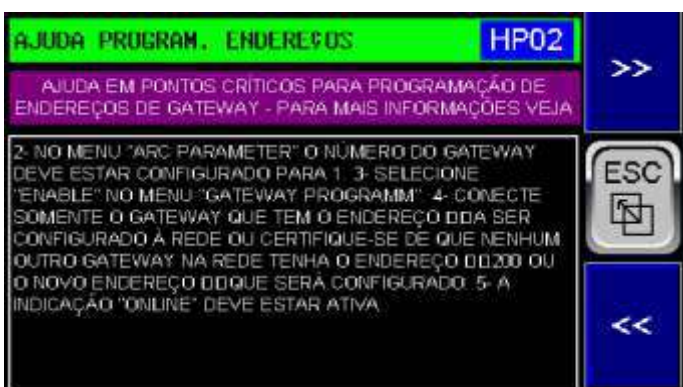 AJUDA PROGRAM. ENDEREÇOS
HP02
>>
AJUDA EM PONTOS CRÍTICOS PARA PROGRAMAÇÃO DE
ENDEREÇOS DE GATEWAY - PARA MAIS INFORMAÇÕES VEJA
2- NO MENU "ARC PARAMETER" O NÚMERO DO GATEWAY
DEVE ESTAR CONFIGURADO PARA 1. 3- SELECIONE
"ENABLE" NO MENU "GATEWAY PROGRAMM". 4- CONECTE
SOMENTE O GATEWAY QUE TEM O ENDEREÇO □□A SER
CONFIGURADO À REDE OU CERTIFIQUE-SE DE QUE NENHUM
OUTRO GATEWAY NA REDE TENHA O ENDEREÇO □□200 OU
O NOVO ENDEREÇO □□QUE SERÁ CONFIGURADO. 5- A
INDICAÇÃO "ONLINE" DEVE ESTAR ATIVA
ESC
<<